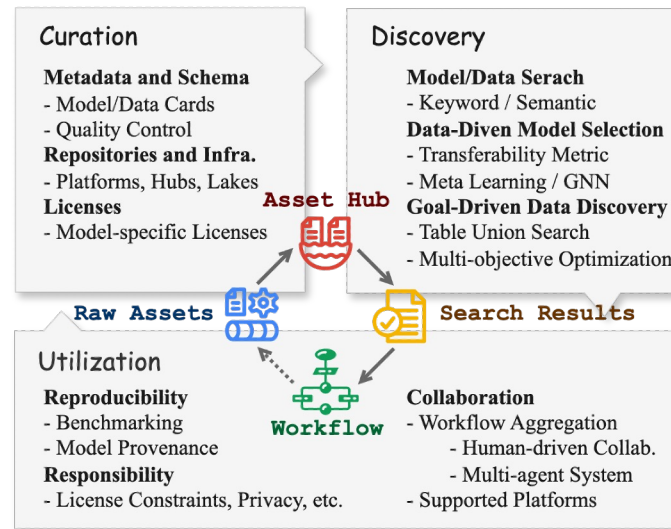 Curation
Metadata and Schema
- Model/Data Cards
- Quality Control
Repositories and Infra.
- Platforms, Hubs, Lakes
Licenses
- Model-specific Licenses
Discovery
Model/Data Serach
- Keyword / Semantic
Data-Diven Model Selection
- Transferability Metric
- Meta Learning / GNN
Goal-Driven Data Discovery
- Table Union Search
- Multi-objective Optimization
Asset Hub
Raw Assets
Search Results
Workflow
Utilization
Reproducibility
- Benchmarking
- Model Provenance
Responsibility
- License Constraints, Privacy, etc.
Collaboration
- Workflow Aggregation
- Human-driven Collab.
- Multi-agent System
- Supported Platforms